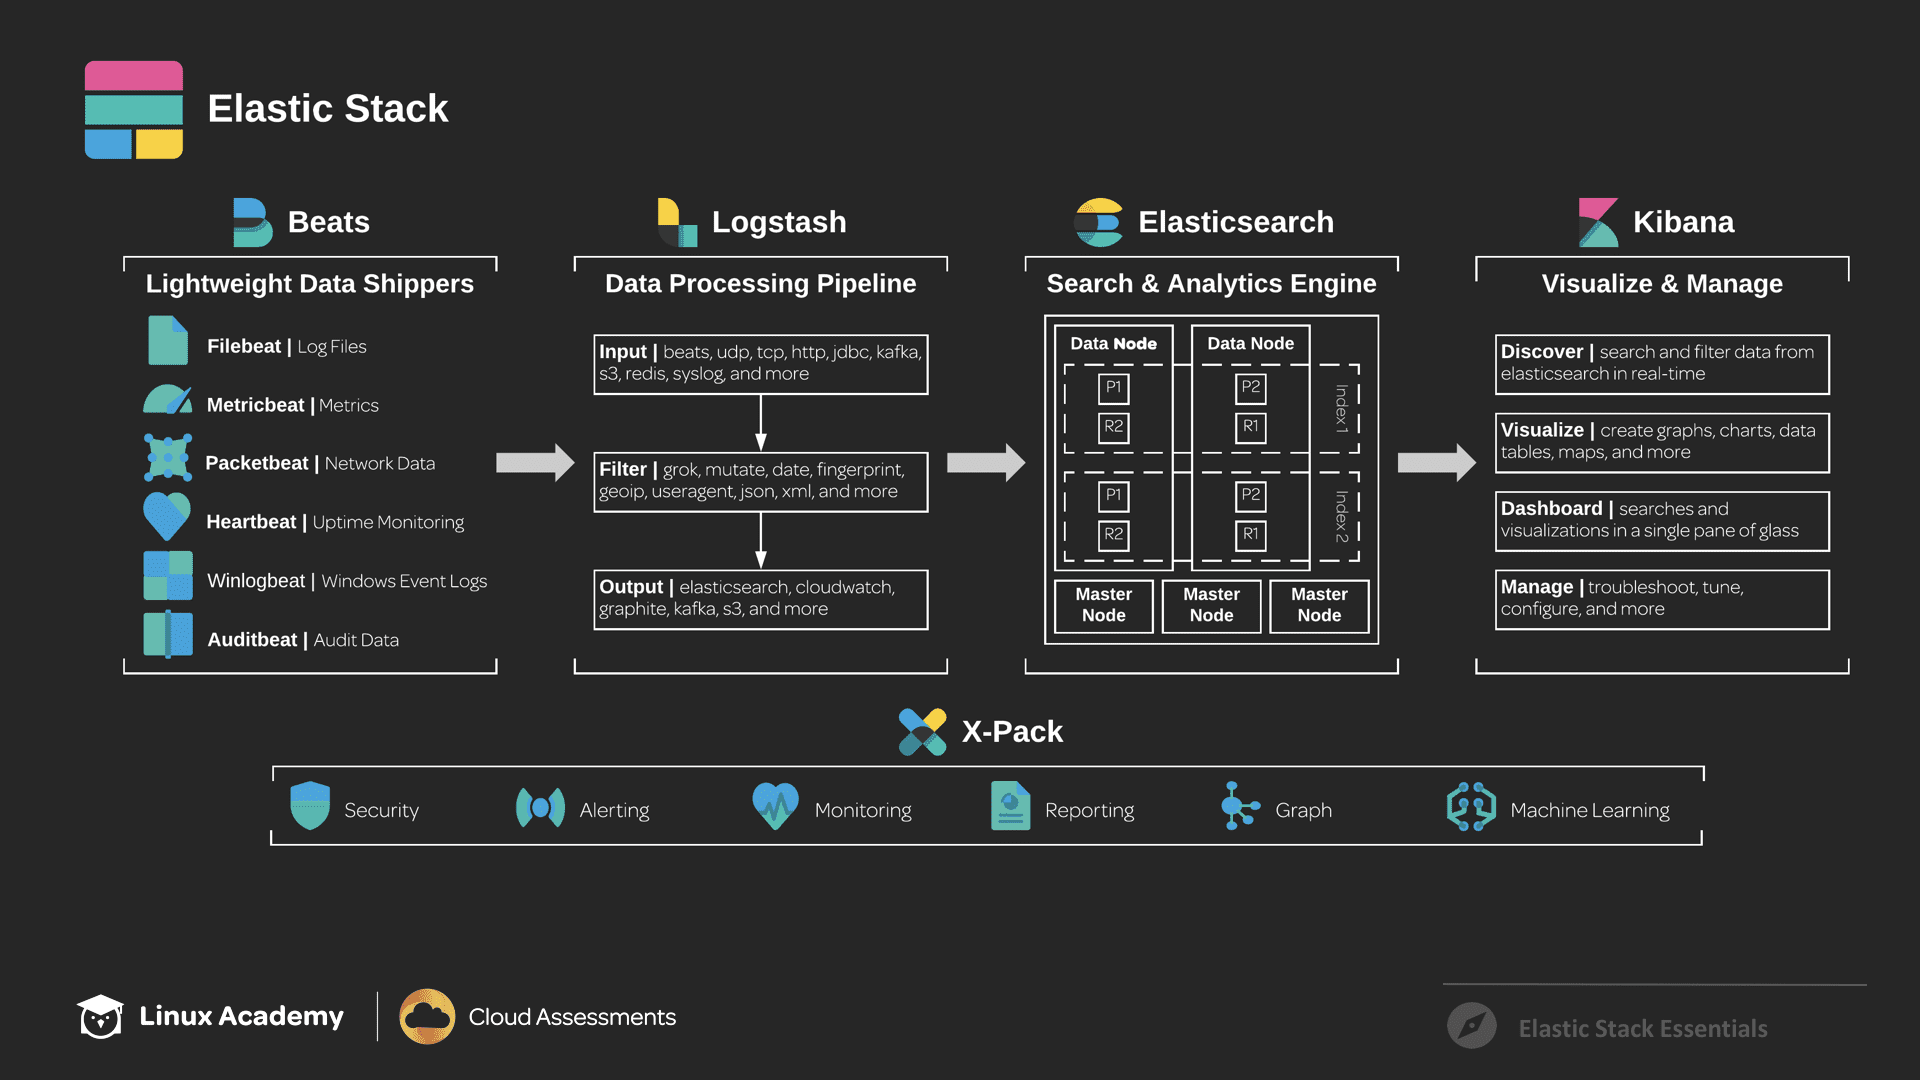 Elastic Stack
Beats
Lightweight Data Shippers
Filebeat | Log Files
Metricbeat | Metrics
Packetbeat | Network Data
Heartbeat | Uptime Monitoring
Winlogbeat | Windows Event Logs
Auditbeat | Audit Data
Logstash
Data Processing Pipeline
Input | beats, udp, tcp, http, jdbc, kafka,
s3, redis, syslog, and more
Filter | grok, mutate, date, fingerprint,
geoip, useragent, json, xml, and more
Output | elasticsearch, cloudwatch,
graphite, kafka, s3, and more
Elasticsearch
Search & Analytics Engine
Data Node
P1
R2
P1
R2
Data Node
P2
R1
P2
R1
Index 1
Index 2
Master
Node
Master
Node
Master
Node
Kibana
Visualize & Manage
Discover | search and filter data from
elasticsearch in real-time
Visualize | create graphs, charts, data
tables, maps, and more
Dashboard | searches and
visualizations in a single pane of glass
Manage | troubleshoot, tune,
configure, and more
X-Pack
Security
Alerting
Monitoring
Reporting
Graph
Machine Learning
Linux Academy
Cloud Assessments
Elastic Stack Essentials